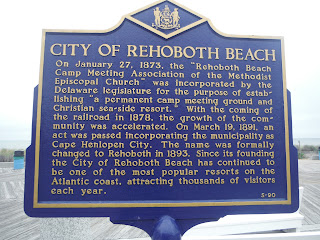 CITY OF REHOBOTH BEACH
On January 27, 1873, the "Rehoboth Beach
Camp Meeting Association of the Methodist
Episcopal Church" was incorporated by the
Delaware legislature for the purpose of estab-
lishing "a permanent camp meeting ground and
Christian sea-side resort." With the coming of
the railroad in 1878, the growth of the com-
munity was accelerated. On March 19, 1891, an
act was passed incorporating the municipality as
Cape Henlopen City. The name was formally
changed to Rehoboth in 1893. Since its founding
the City of Rehoboth Beach has continued to
be one of the most popular resorts on the
Atlantic coast, attracting thousands of visitors
each year.
S-90